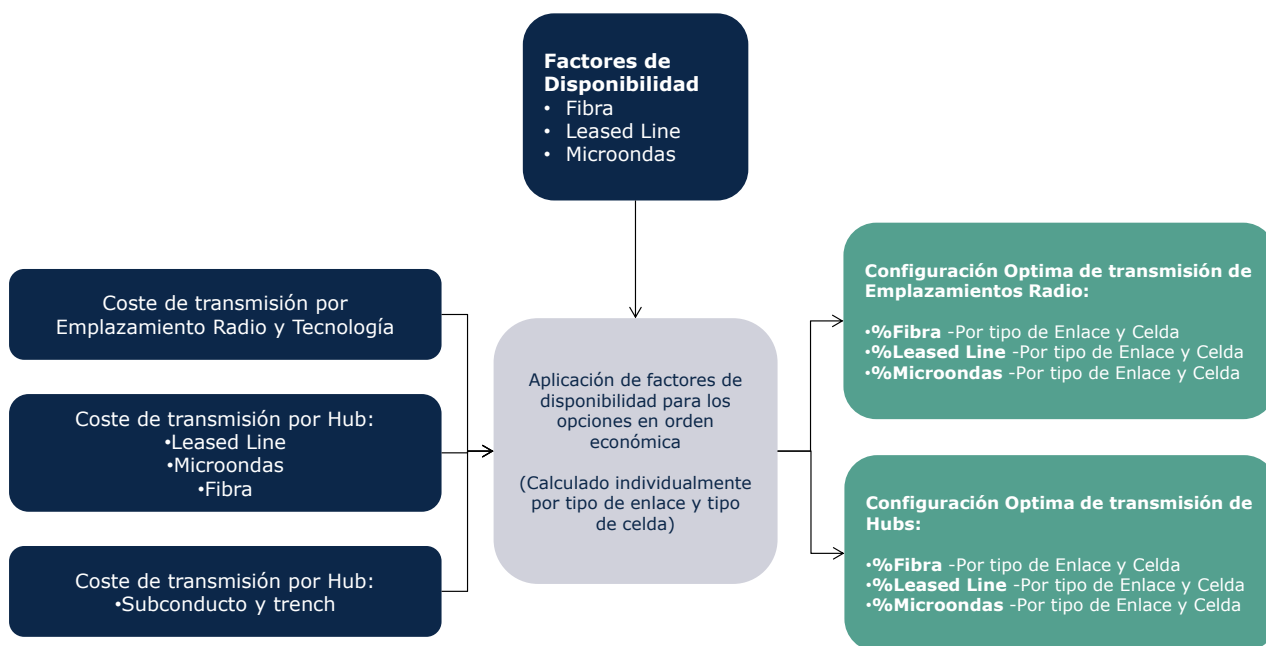 Factores de
Disponibilidad
• Fibra
• Leased Line
• Microondas
Coste de transmisión por
Emplazamiento Radio y Tecnología
Coste de transmisión por Hub:
•Leased Line
•Microondas
•Fibra
Coste de transmisión por Hub:
•Subconducto y trench
Aplicación de factores de
disponibilidad para los
opciones en orden
económica
(Calculado individualmente
por tipo de enlace y tipo
de celda)
Configuración Optima de transmisión de
Emplazamientos Radio:
•%Fibra -Por tipo de Enlace y Celda
•%Leased Line -Por tipo de Enlace y Celda
•%Microondas -Por tipo de Enlace y Celda
Configuración Optima de transmisión de
Hubs:
•%Fibra -Por tipo de Enlace y Celda
•%Leased Line -Por tipo de Enlace y Celda
•%Microondas -Por tipo de Enlace y Celda